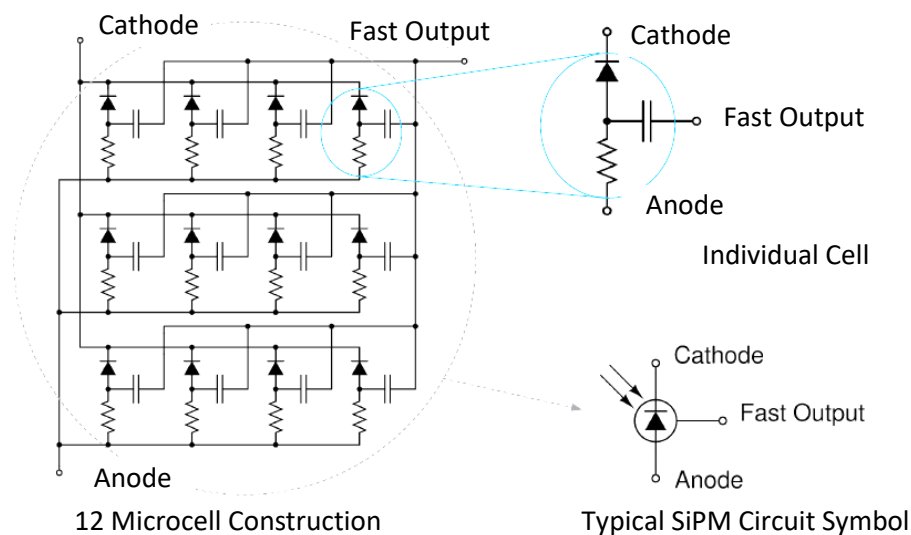 Cathode
Fast Output
Cathode
Fast Output
Anode
Individual Cell
Cathode
Fast Output
Anode
Anode
12 Microcell Construction
Typical SiPM Circuit Symbol